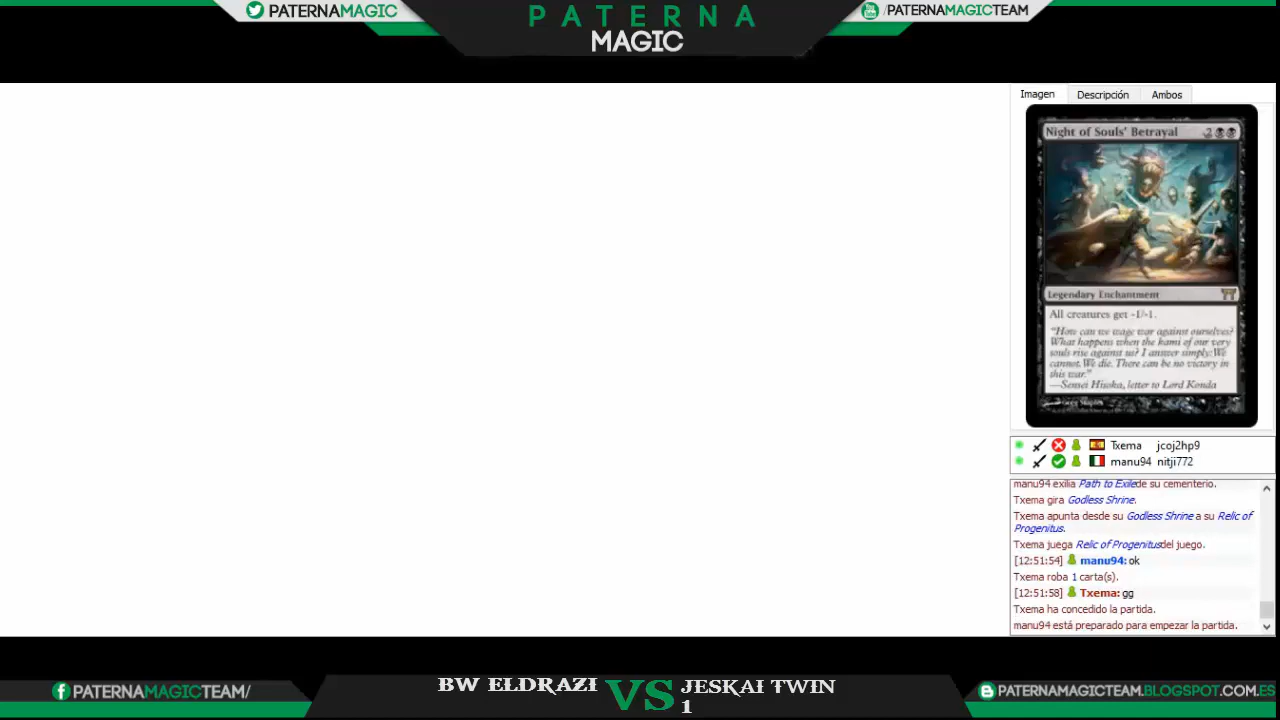 PATERNAMAGIC
PATERNA
MAGIC
/PATERNAMAGICTEAM
Imagen
Descripción
Ambos
Night of Souls' Betrayal 2
Legendary Enchantment
All creatures get -1/-1.
"How can we wage war against ourselves?
What happens when the kami of our very
souls rise against us? I answer simply: We
cannot. We die. There can be no victory in
this war."
—Sensei Hisoka, letter to Lord Konda
Txema jcoj2hp9
manu94 nitji772
manu94 exilia Path to Exilede su cementerio.
Txema gira Godless Shrine.
Txema apunta desde su Godless Shrine a su Relic of
Progenitus.
Txema juega Relic of Progenitusdel juego.
[12:51:54] manu94: ok
Txema roba 1 carta(s).
[12:51:58] Txema: gg
Txema ha concedido la partida.
manu94 está preparado para empezar la partida.
PATERNAMAGICTEAM/
BW ELDRAZI VS JESKAI TWIN
1
PATERNAMAGICTEAM.BLOGSPOT.COM.ES